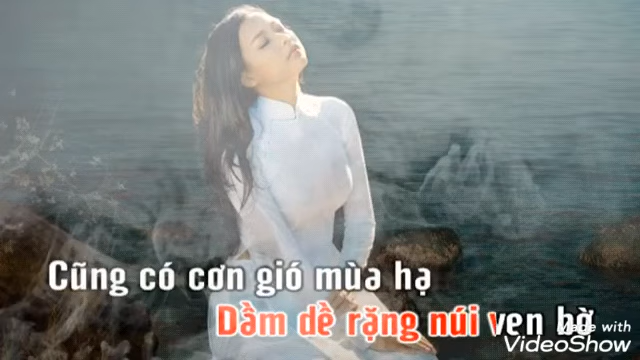 Cũng có cơn gió mùa hạ
Dầm dề rặng núi ven bờ
Made with
VideoShow